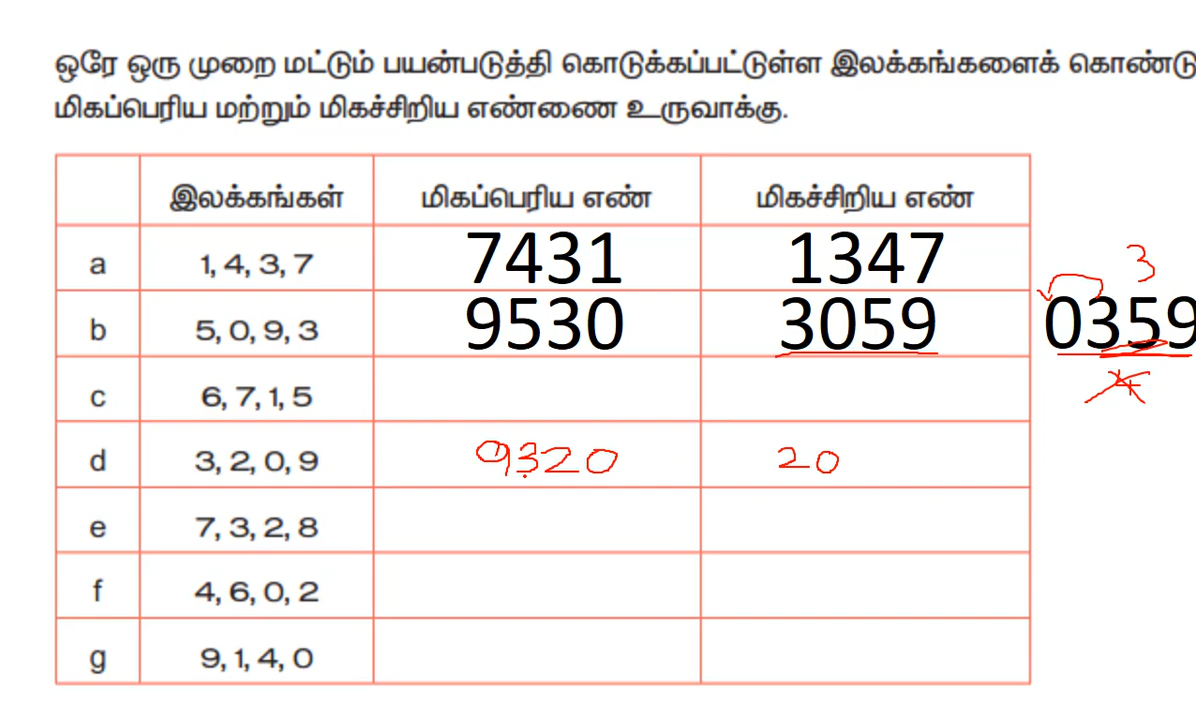 ஒரே ஒரு முறை மட்டும் பயன்படுத்தி கொடுக்கப்பட்டுள்ள இலக்கங்களைக் கொண்டு
மிகப்பெரிய மற்றும் மிகச்சிறிய எண்ணை உருவாக்கு.
இலக்கங்கள் மிகப்பெரிய எண் மிகச்சிறிய எண்
a 1, 4, 3, 7 7431 1347
3
b 5, 0, 9, 3 9530 3059 0359
c 6, 7, 1, 5
d 3, 2, 0, 9 9320 20
e 7, 3, 2, 8
f 4, 6, 0, 2
g 9, 1, 4, 0